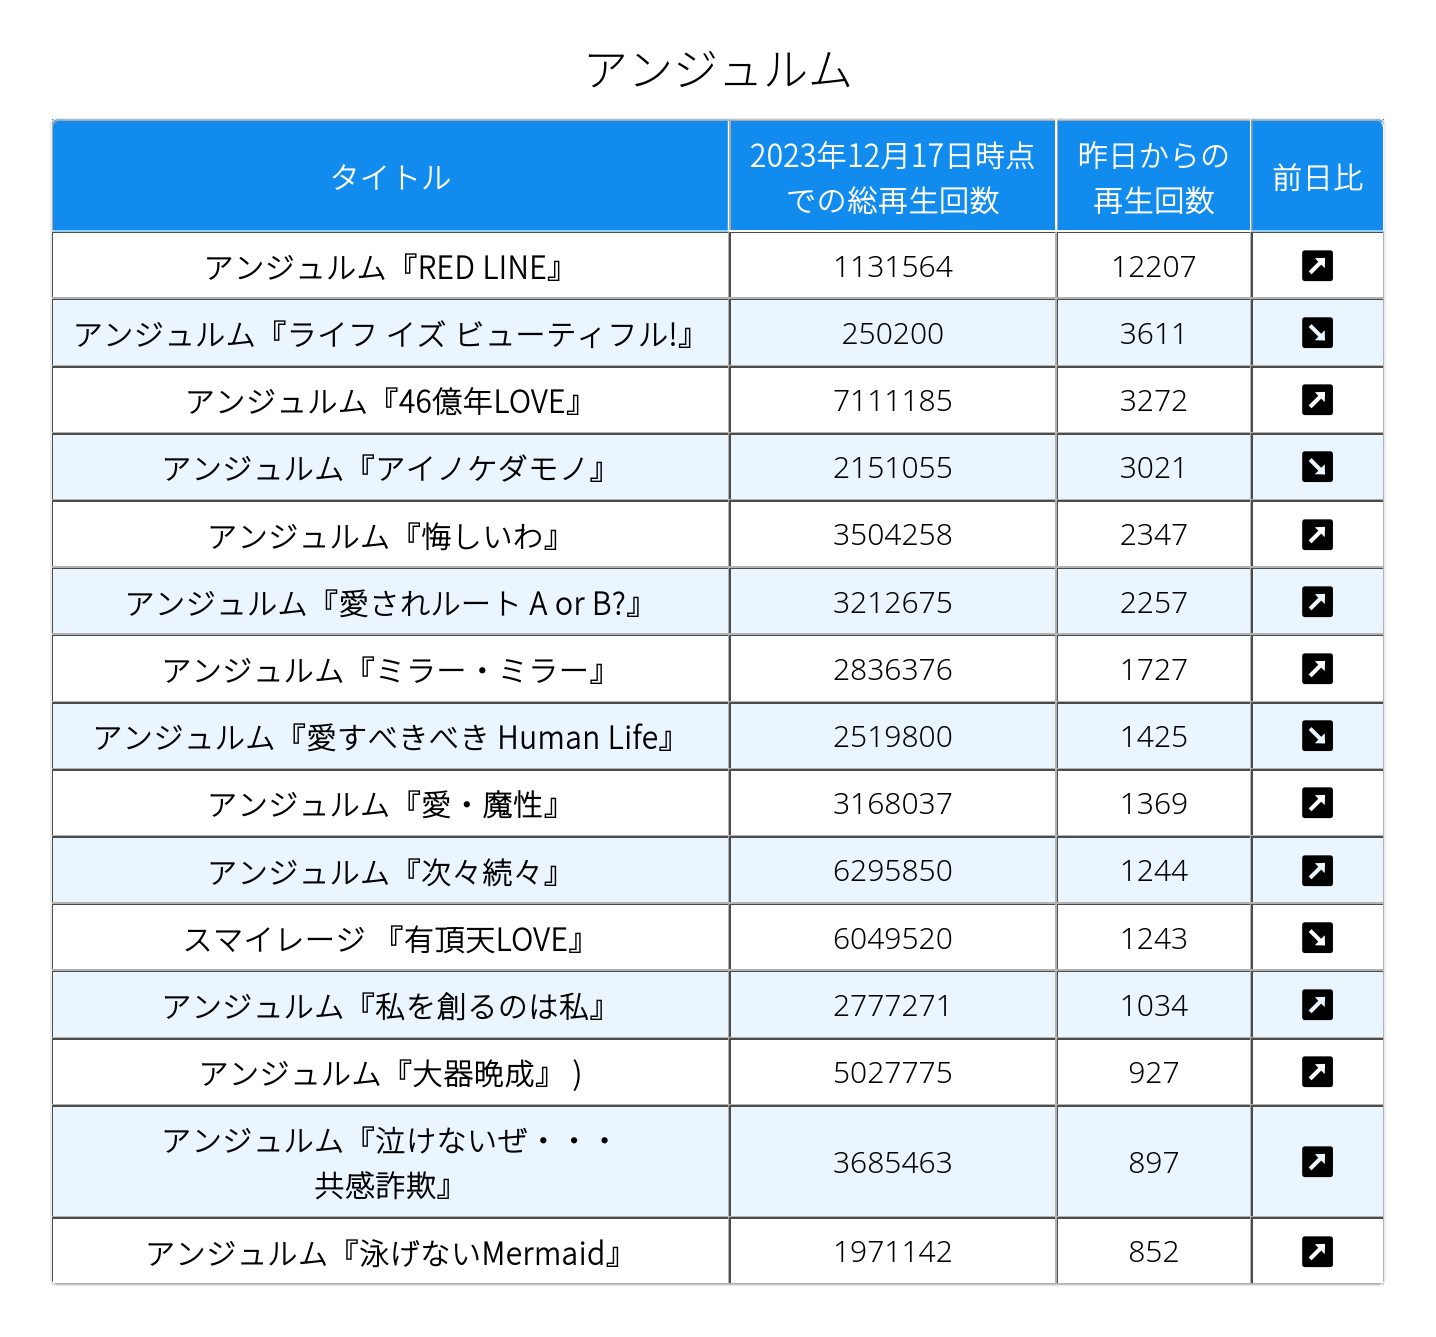 アンジュルム
タイトル
2023年12月17日時点
での総再生回数
昨日からの
再生回数
前日比
アンジュルム『RED LINE』 1131564 12207
アンジュルム『ライフ イズ ビューティフル!』 250200 3611
アンジュルム『46億年LOVE』 7111185 3272
アンジュルム『アイノケダモノ』 2151055 3021
アンジュルム『悔しいわ』 3504258 2347
アンジュルム『愛されルート A or B?』 3212675 2257
アンジュルム『ミラー・ミラー』 2836376 1727
アンジュルム『愛すべきべき Human Life』 2519800 1425
アンジュルム『愛・魔性』 3168037 1369
アンジュルム『次々続々』 6295850 1244
スマイレージ 『有頂天LOVE』 6049520 1243
アンジュルム『私を創るのは私』 2777271 1034
アンジュルム『大器晩成』 ) 5027775 927
アンジュルム『泣けないぜ・・・
共感詐欺』 3685463 897
アンジュルム『泳げないMermaid』 1971142 852